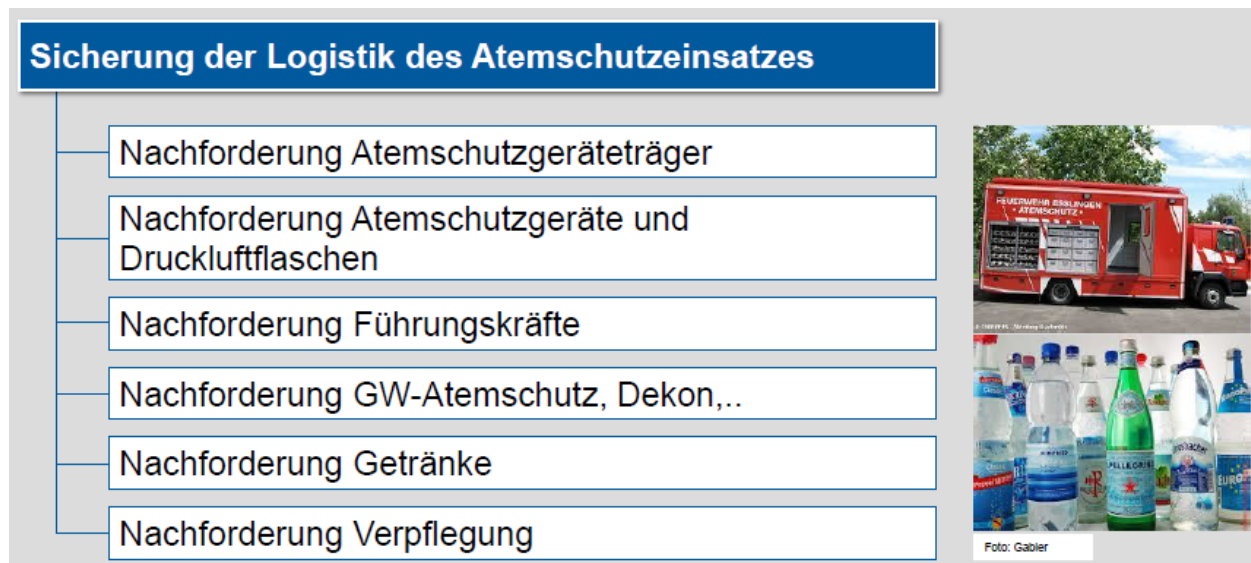 Sicherung der Logistik des Atemschutzeinsatzes
Nachforderung Atemschutzgeräteträger
Nachforderung Atemschutzgeräte und
Druckluftflaschen
Nachforderung Führungskräfte
Nachforderung GW-Atemschutz, Dekon,..
Nachforderung Getränke
Nachforderung Verpflegung
FEUERWEHR ESSLINGEN
• ATEMSCHUTZ •
Foto: Gabler